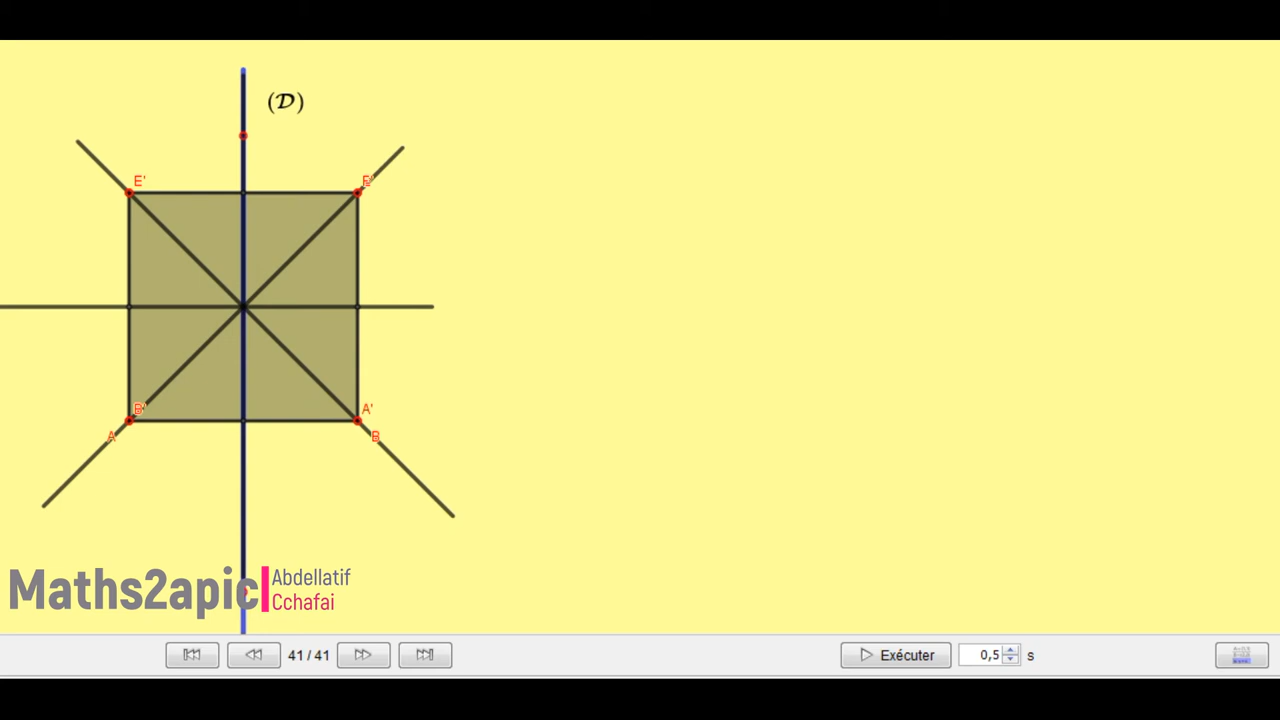 (𝒟)
E'
F'
B'
A'
A
B
Maths2apic
Abdellatif
Cchafai
41 / 41
Exécuter
0,5
s